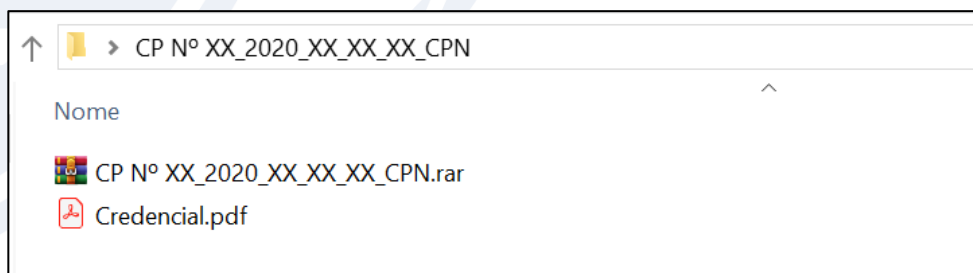 CP Nº XX_2020_XX_XX_XX_CPN
Nome
CP Nº XX_2020_XX_XX_XX_CPN.rar
Credencial.pdf